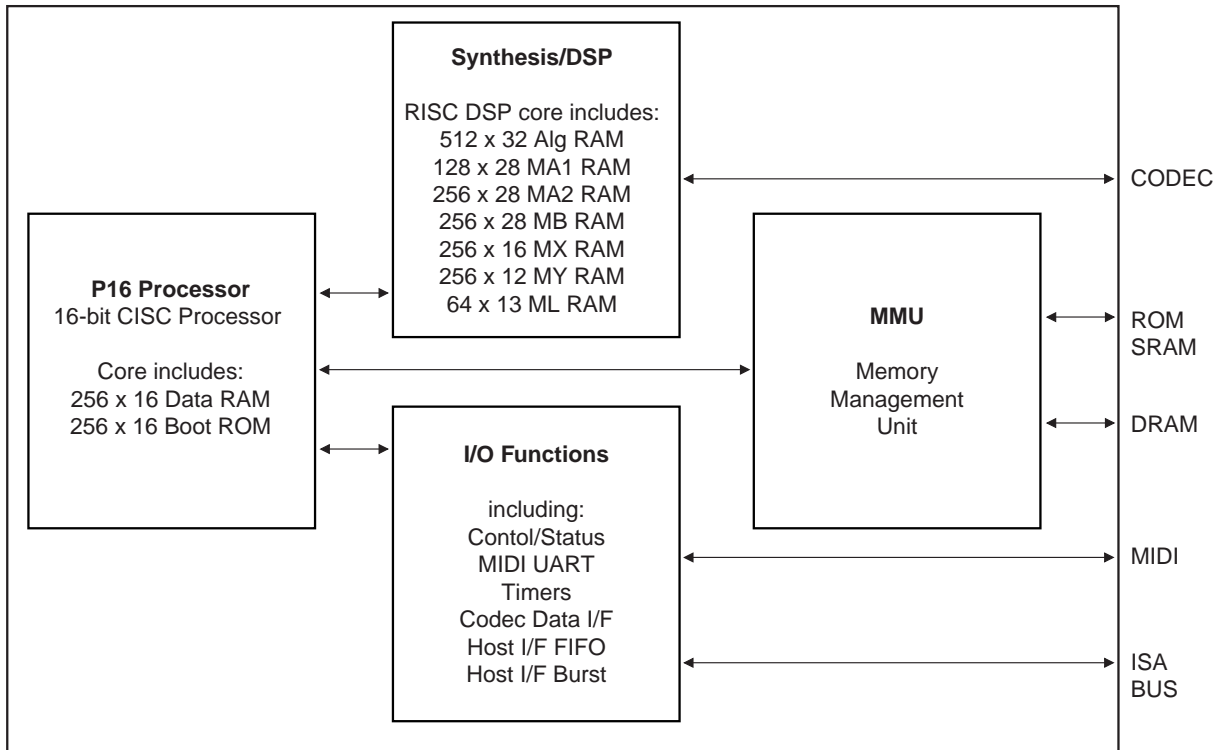 Synthesis/DSP
RISC DSP core includes:
512 x 32 Alg RAM
128 x 28 MA1 RAM
256 x 28 MA2 RAM
256 x 28 MB RAM
256 x 16 MX RAM
256 x 12 MY RAM
64 x 13 ML RAM
P16 Processor
16-bit CISC Processor
Core includes:
256 x 16 Data RAM
256 x 16 Boot ROM
MMU
Memory
Management
Unit
I/O Functions
including:
Contol/Status
MIDI UART
Timers
Codec Data I/F
Host I/F FIFO
Host I/F Burst
CODEC
ROM
SRAM
DRAM
MIDI
ISA
BUS